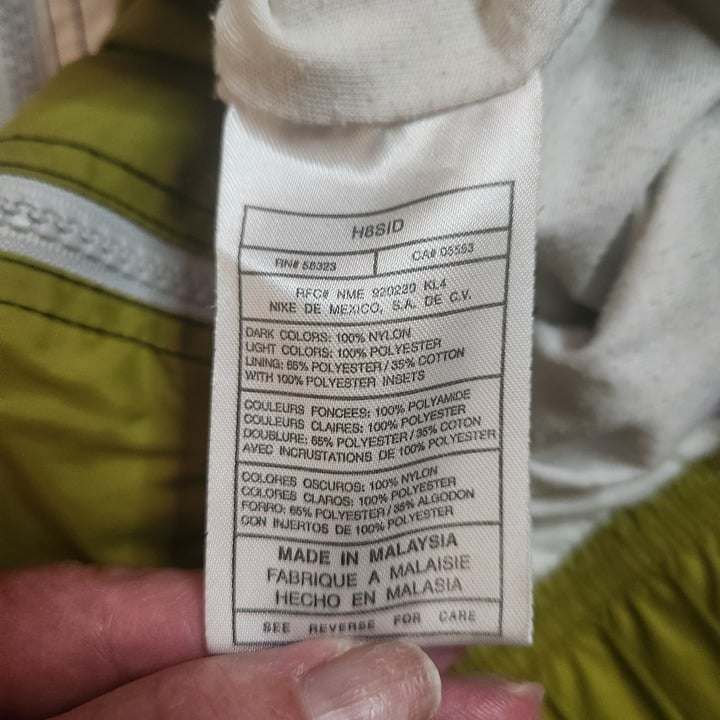 H8SID
RN# 56323 CA# 05553
RFC# NME 920220 KL4
NIKE DE MEXICO, S.A. DE C.V.
DARK COLORS: 100% NYLON
LIGHT COLORS: 100% POLYESTER
LINING: 65% POLYESTER/35% COTTON
WITH 100% POLYESTER INSETS
COULEURS FONCEES: 100% POLYAMIDE
COULEURS CLAIRES: 100% POLYESTER
DOUBLURE: 65% POLYESTER/35% COTON
AVEC INCRUSTATIONS DE 100% POLYESTER
COLORES OSCUROS: 100% NYLON
COLORES CLAROS: 100% POLYESTER
FORRO: 65% POLYESTER/35% ALGODON
CON INJERTOS DE 100% POLYESTER
MADE IN MALAYSIA
FABRIQUE A MALAISIE
HECHO EN MALASIA
SEE REVERSE FOR CARE